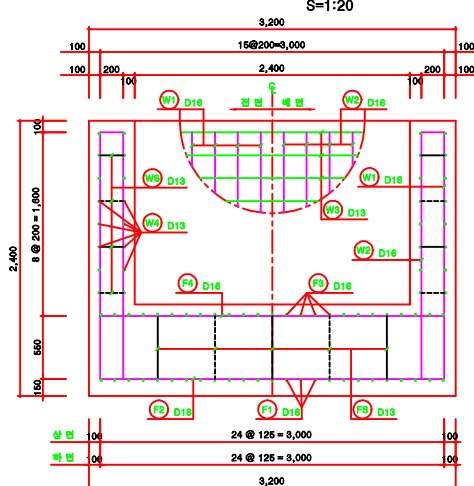 S=1:20
3,200
100 15@200=3,000 100
100 200 100 2,400 100 200 100
W1 D16 전면 배면 W2 D16
100
W1 D16
W3 D13
W3 D13
W4 D13
8 @ 200 = 1,600
2,400
W2 D16
F4 D16 F3 D16
550
150
F2 D16 F1 D16 D13
상면 100 24 @ 125 = 3,000 100
하면 100 24 @ 125 = 3,000 100
3,200